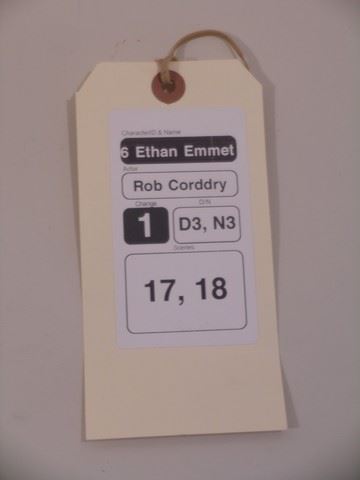 CharacterID & Name
6 Ethan Emmet
Actor
Rob Corddry
Change D/N
1 D3, N3
Scenes
17, 18